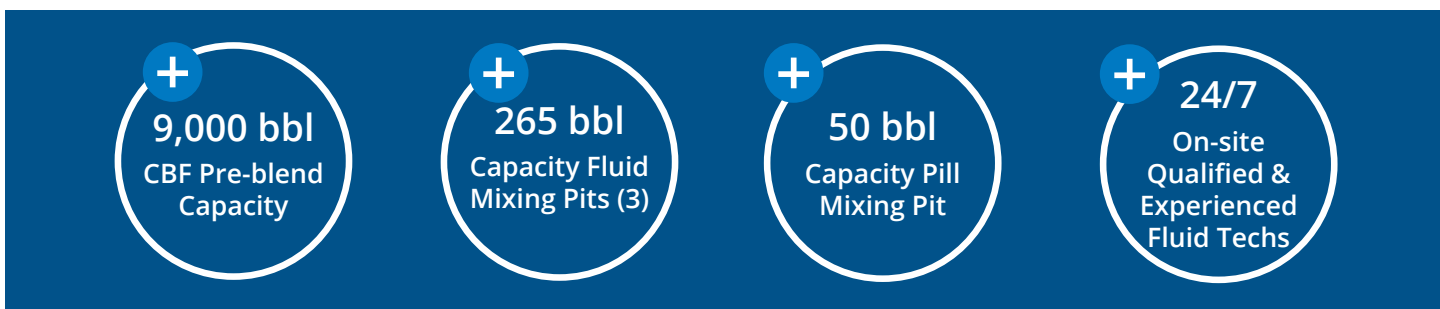 +
9,000 bbl
CBF Pre-blend
Capacity
+
265 bbl
Capacity Fluid
Mixing Pits (3)
+
50 bbl
Capacity Pill
Mixing Pit
+
24/7
On-site
Qualified &
Experienced
Fluid Techs